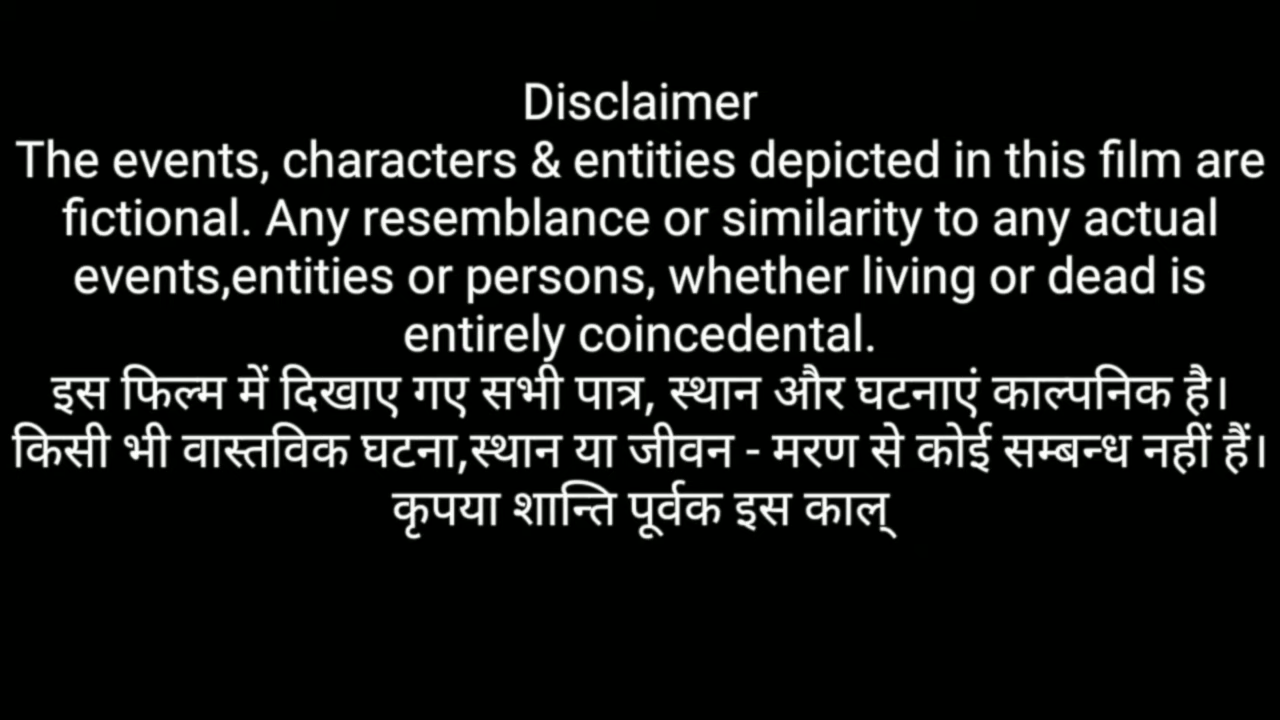 Disclaimer
The events, characters & entities depicted in this film are
fictional. Any resemblance or similarity to any actual
events,entities or persons, whether living or dead is
entirely coincedental.
इस फिल्म में दिखाए गए सभी पात्र, स्थान और घटनाएं काल्पनिक है।
किसी भी वास्तविक घटना,स्थान या जीवन - मरण से कोई सम्बन्ध नहीं हैं।
कृपया शान्ति पूर्वक इस काल्